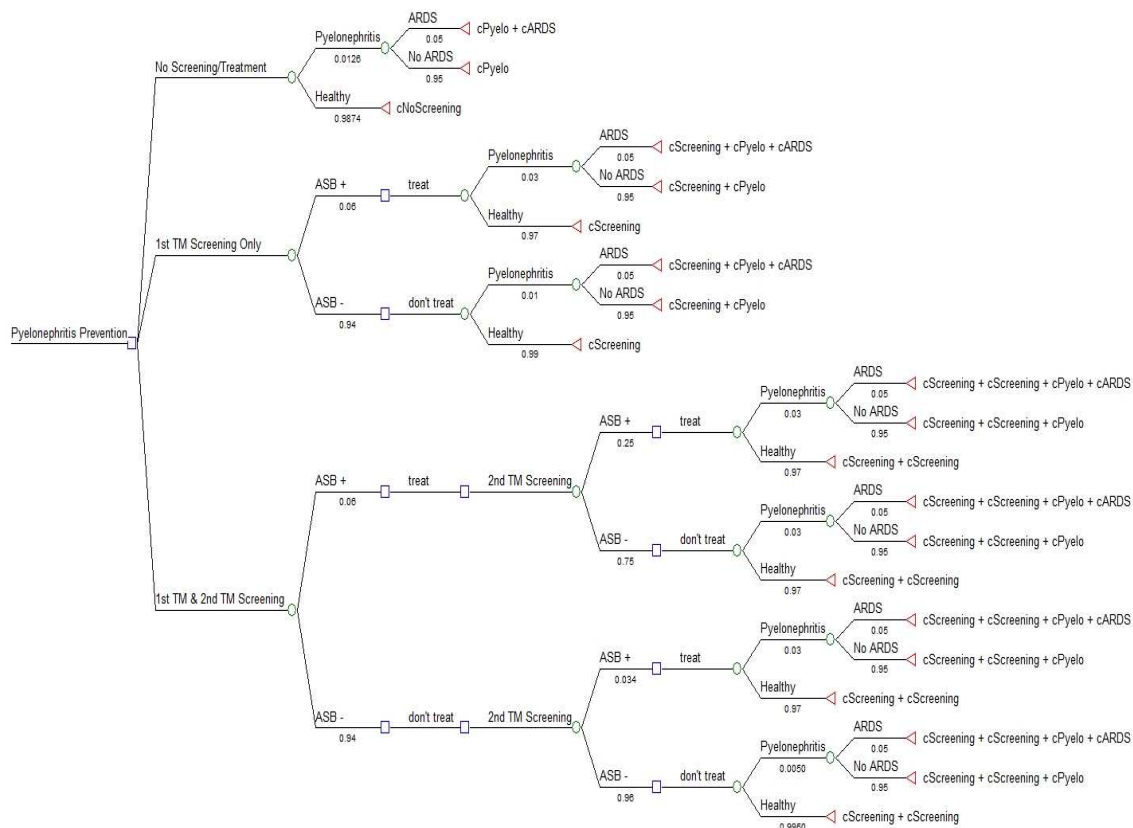 ARDS
0.05
cPyelo + cARDS
Pyelonephritis
0.0126
No ARDS
0.95
cPyelo
No Screening/Treatment
Healthy
0.9874
cNoScreening
ARDS
0.05
cScreening + cPyelo + cARDS
Pyelonephritis
0.03
No ARDS
0.95
cScreening + cPyelo
ASB +
0.06
treat
Healthy
0.97
cScreening
1st TM Screening Only
ARDS
0.05
cScreening + cPyelo + cARDS
Pyelonephritis
0.01
No ARDS
0.95
cScreening + cPyelo
ASB -
0.94
don't treat
Healthy
0.99
cScreening
Pyelonephritis Prevention
ARDS
0.05
cScreening + cScreening + cPyelo + cARDS
Pyelonephritis
0.03
No ARDS
0.95
cScreening + cScreening + cPyelo
ASB +
0.25
treat
Healthy
0.97
cScreening + cScreening
ASB +
0.06
treat
2nd TM Screening
ARDS
0.05
cScreening + cScreening + cPyelo + cARDS
Pyelonephritis
0.03
No ARDS
0.95
cScreening + cScreening + cPyelo
ASB -
0.75
don't treat
Healthy
0.97
cScreening + cScreening
1st TM & 2nd TM Screening
ARDS
0.05
cScreening + cScreening + cPyelo + cARDS
Pyelonephritis
0.03
No ARDS
0.95
cScreening + cScreening + cPyelo
ASB +
0.034
treat
Healthy
0.97
cScreening + cScreening
ASB -
0.94
don't treat
2nd TM Screening
ARDS
0.05
cScreening + cScreening + cPyelo + cARDS
Pyelonephritis
0.0050
No ARDS
0.95
cScreening + cScreening + cPyelo
ASB -
0.96
don't treat
Healthy
0.9950
cScreening + cScreening